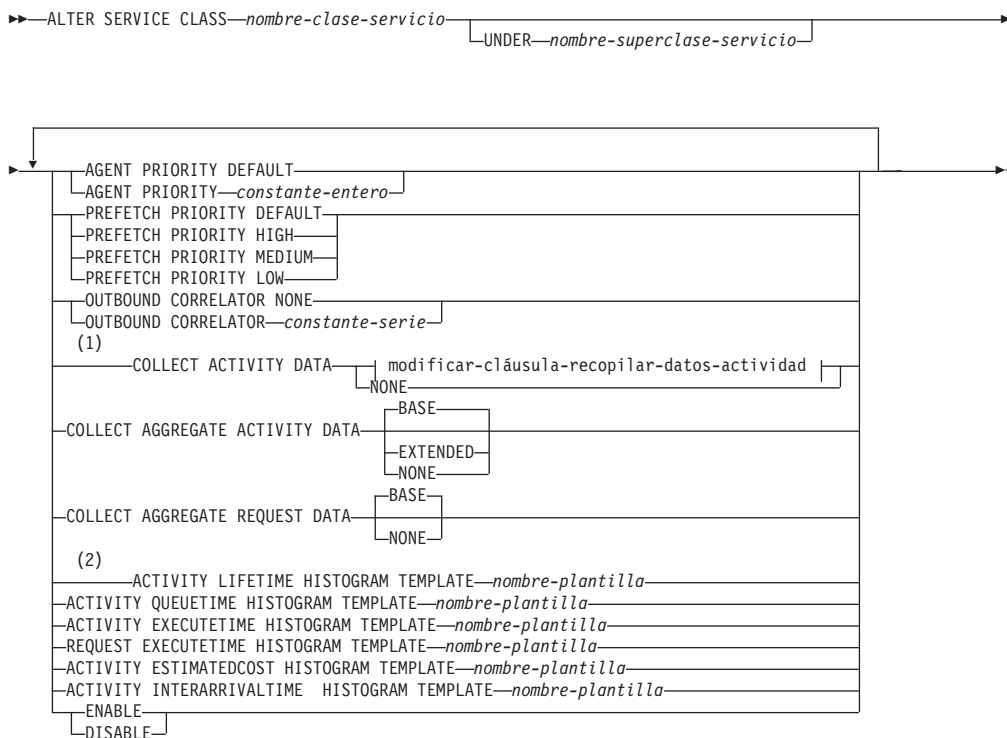 ALTER SERVICE CLASS nombre-clase-servicio
UNDER nombre-superclase-servicio
AGENT PRIORITY DEFAULT
AGENT PRIORITY constante-entero
PREFETCH PRIORITY DEFAULT
PREFETCH PRIORITY HIGH
PREFETCH PRIORITY MEDIUM
PREFETCH PRIORITY LOW
OUTBOUND CORRELATOR NONE
OUTBOUND CORRELATOR constante-serie
(1)
COLLECT ACTIVITY DATA modificar-cláusula-recopilar-datos-actividad
NONE
BASE
COLLECT AGGREGATE ACTIVITY DATA
EXTENDED
NONE
BASE
COLLECT AGGREGATE REQUEST DATA
NONE
(2)
ACTIVITY LIFETIME HISTOGRAM TEMPLATE nombre-plantilla
ACTIVITY QUEUETIME HISTOGRAM TEMPLATE nombre-plantilla
ACTIVITY EXECUTETIME HISTOGRAM TEMPLATE nombre-plantilla
REQUEST EXECUTETIME HISTOGRAM TEMPLATE nombre-plantilla
ACTIVITY ESTIMATEDCOST HISTOGRAM TEMPLATE nombre-plantilla
ACTIVITY INTERARRIVALTIME HISTOGRAM TEMPLATE nombre-plantilla
ENABLE
DISABLE